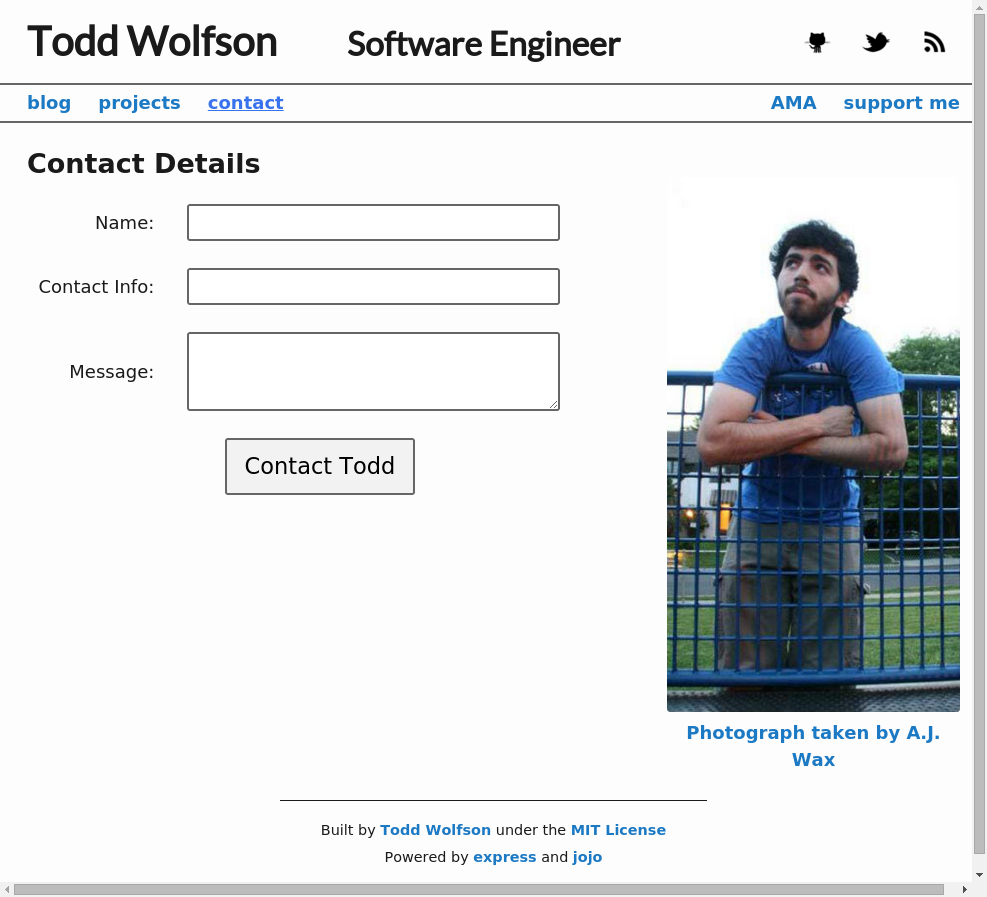 Todd Wolfson Software Engineer
blog projects contact AMA support me
Contact Details
Name:
Contact Info:
Message:
Contact Todd
Photograph taken by A.J.
Wax
Built by Todd Wolfson under the MIT License
Powered by express and jojo